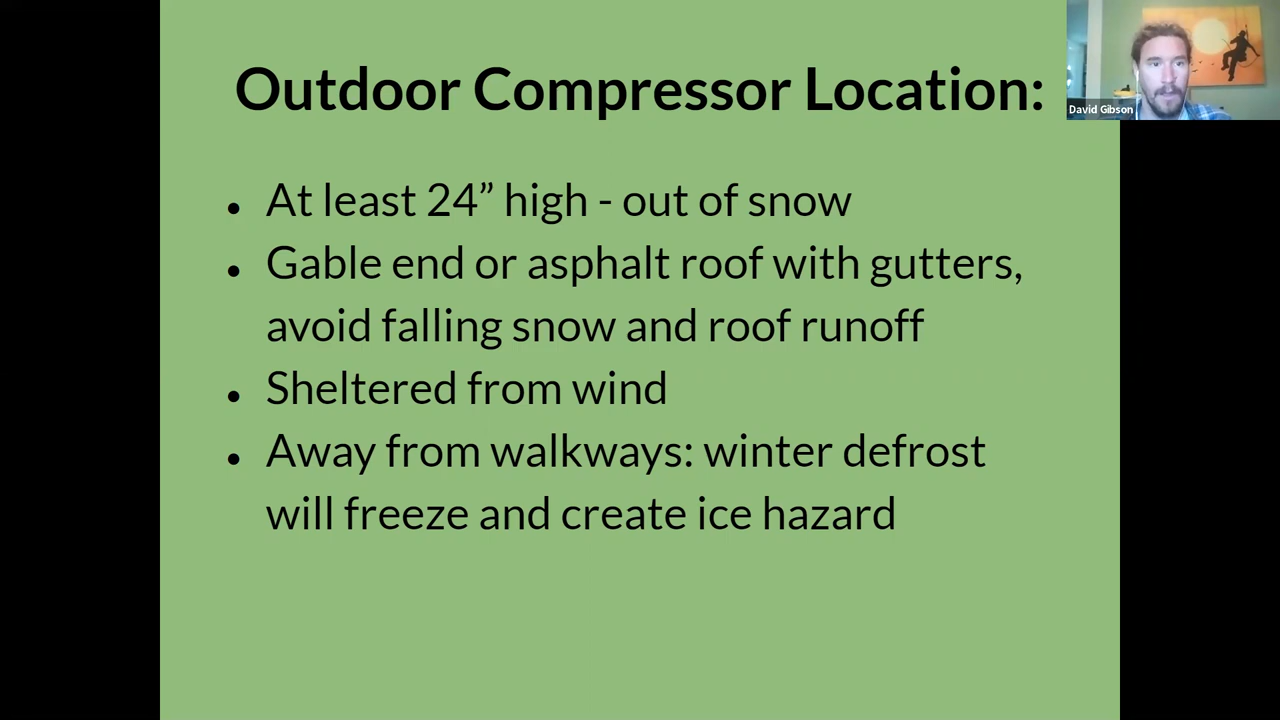 Outdoor Compressor Location:
David Gibson
• At least 24” high - out of snow
• Gable end or asphalt roof with gutters,
avoid falling snow and roof runoff
• Sheltered from wind
• Away from walkways: winter defrost
will freeze and create ice hazard